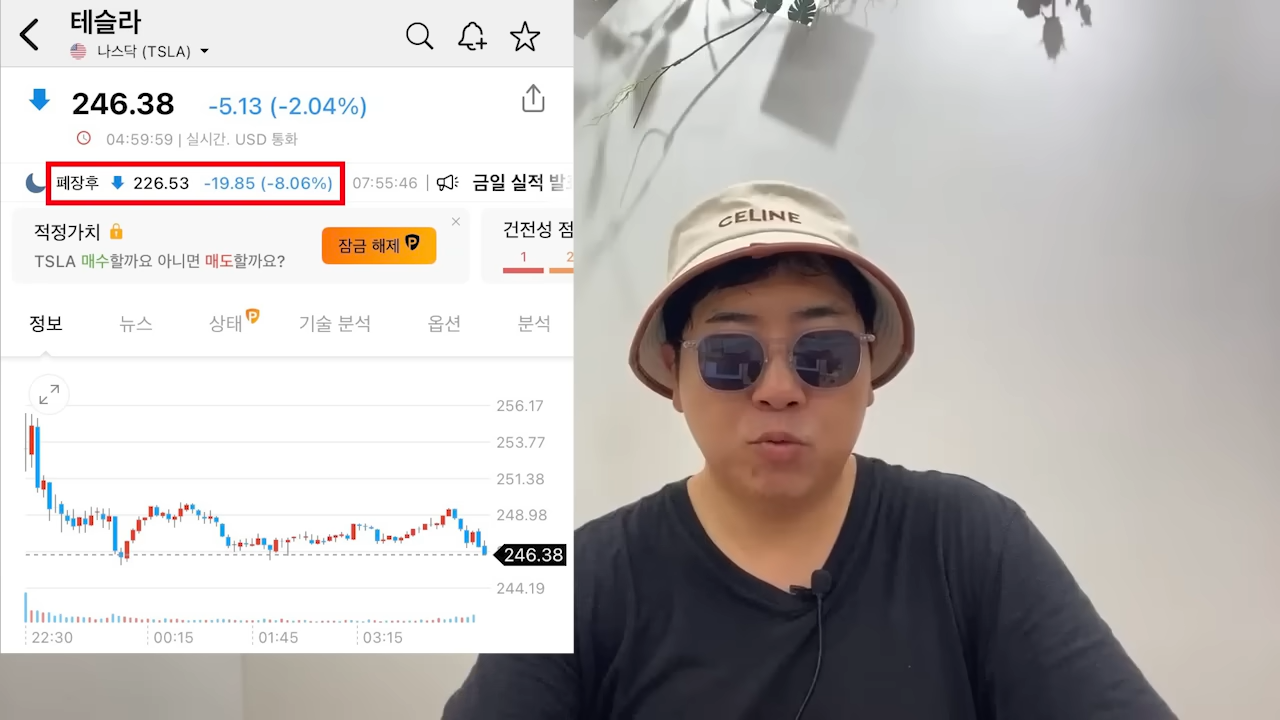 테슬라
나스닥 (TSLA)
246.38 -5.13 (-2.04%)
04:59:59 | 실시간. USD 통화
폐장후 226.53 -19.85 (-8.06%) 07:55:46 | 금일 실적 발
적정가치
TSLA 매수할까요 아니면 매도할까요?
잠금 해제 P
건전성 점
1 2
정보 뉴스 상태 P 기술 분석 옵션 분석
256.17
253.77
251.38
248.98
246.38
244.19
22:30 00:15 01:45 03:15
CELINE